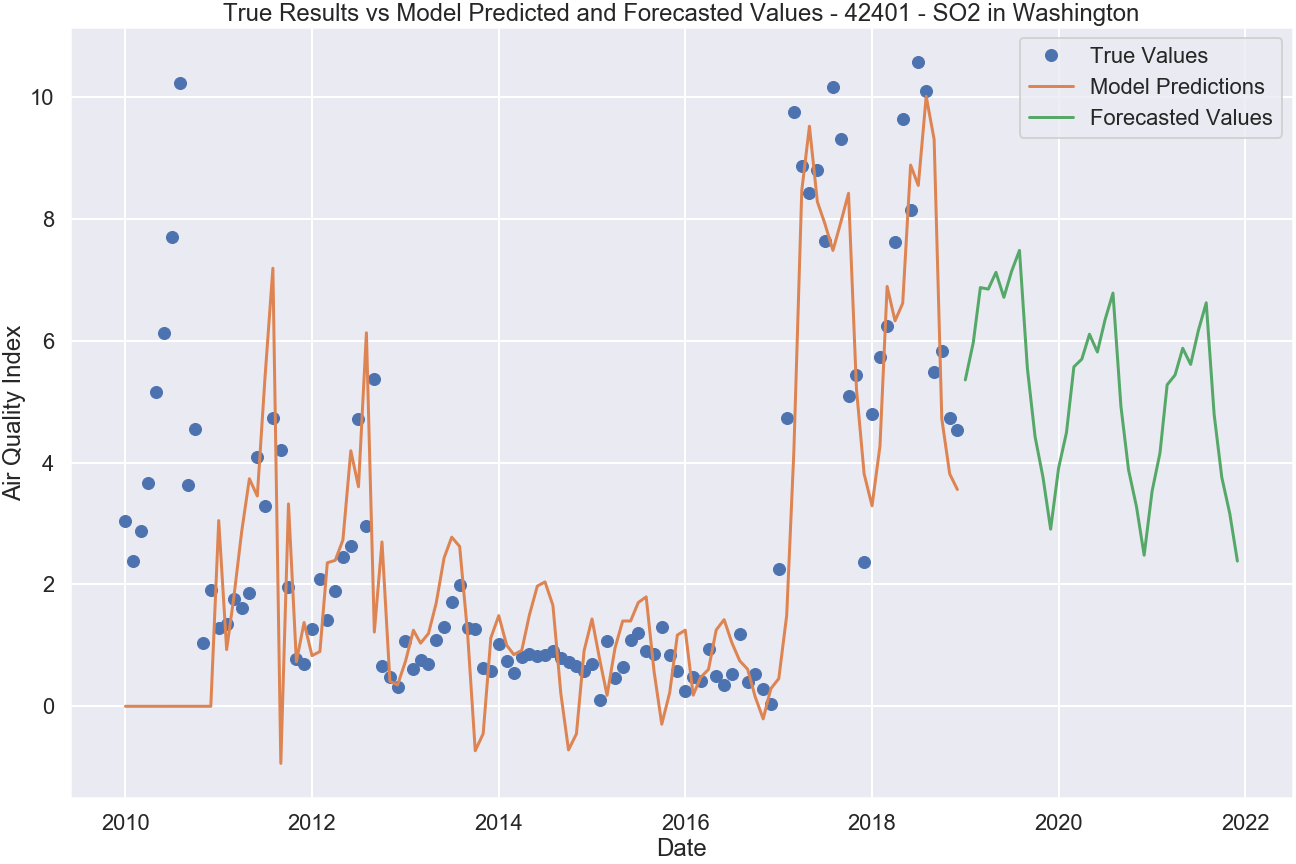 True Results vs Model Predicted and Forecasted Values - 42401 - SO2 in Washington
True Values
Model Predictions
Forecasted Values
Air Quality Index
10
8
6
4
2
0
2010 2012 2014 2016 2018 2020 2022
Date